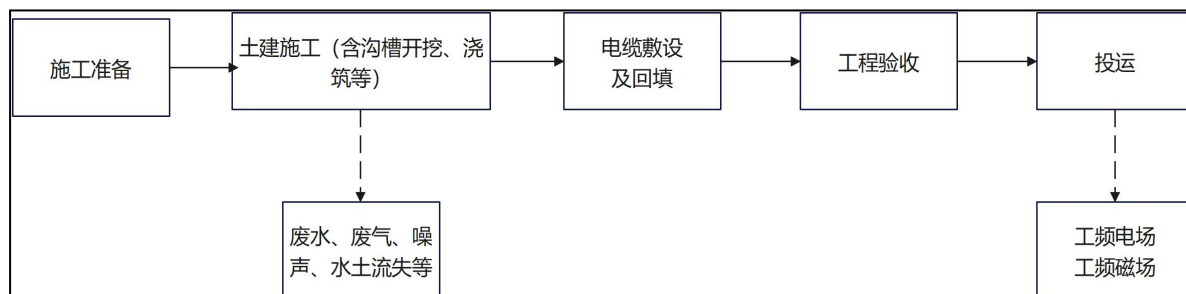 施工准备
土建施工（含沟槽开挖、浇
筑等）
电缆敷设
及回填
工程验收
投运
废水、废气、噪
声、水土流失等
工频电场
工频磁场